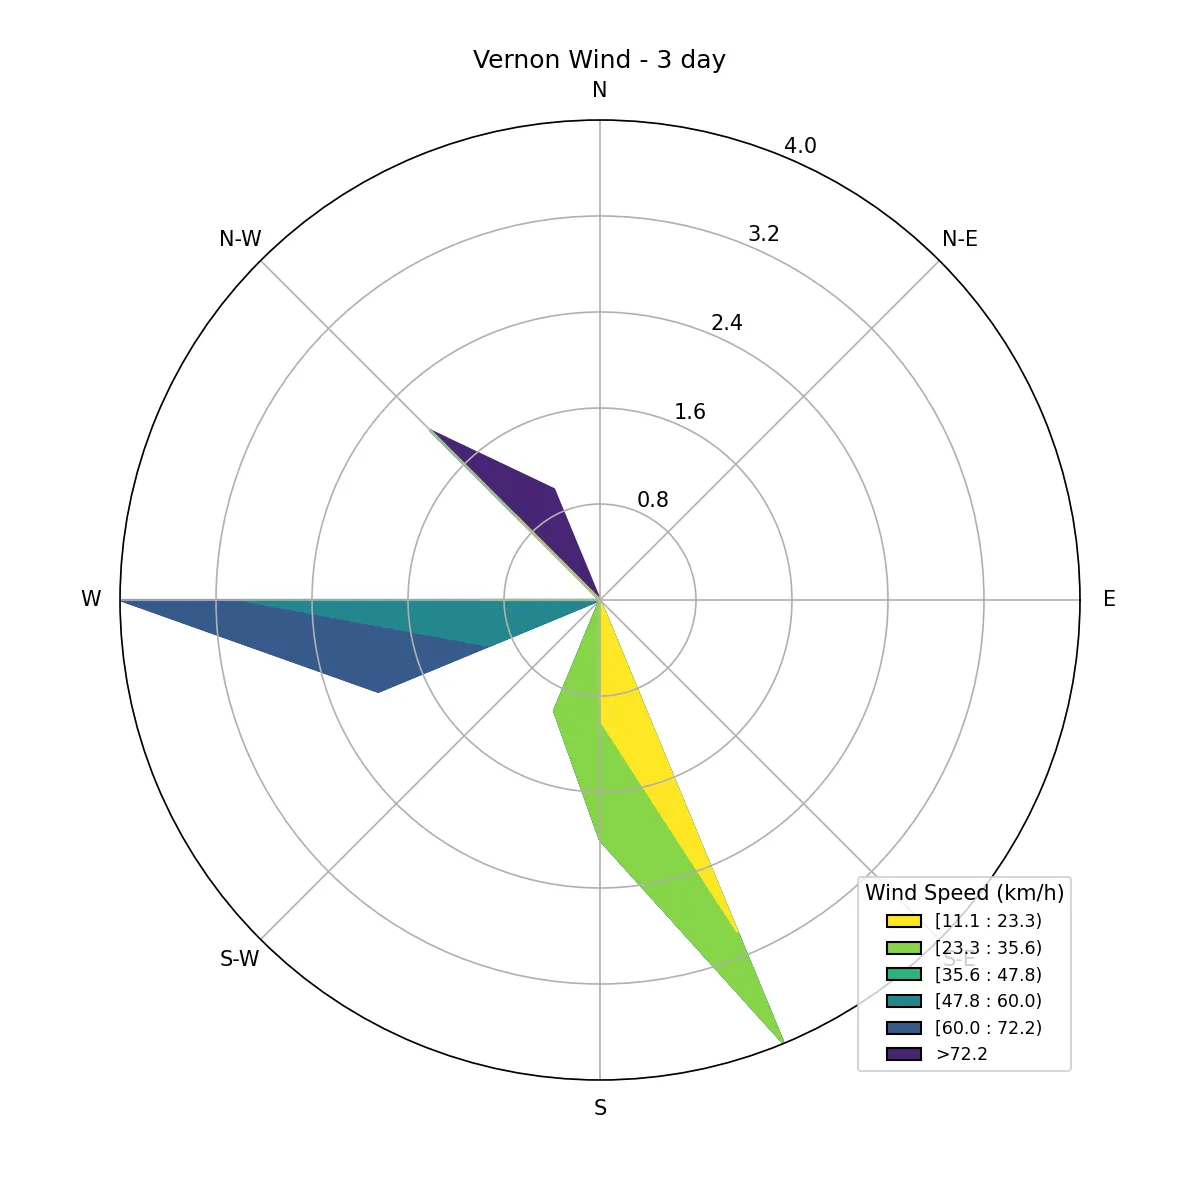 Vernon Wind - 3 day
N
4.0
N-W
3.2
N-E
2.4
1.6
0.8
W
E
Wind Speed (km/h)
[11.1 : 23.3)
[23.3 : 35.6)
S-W
S-E
[35.6 : 47.8)
[47.8 : 60.0)
[60.0 : 72.2)
>72.2
S